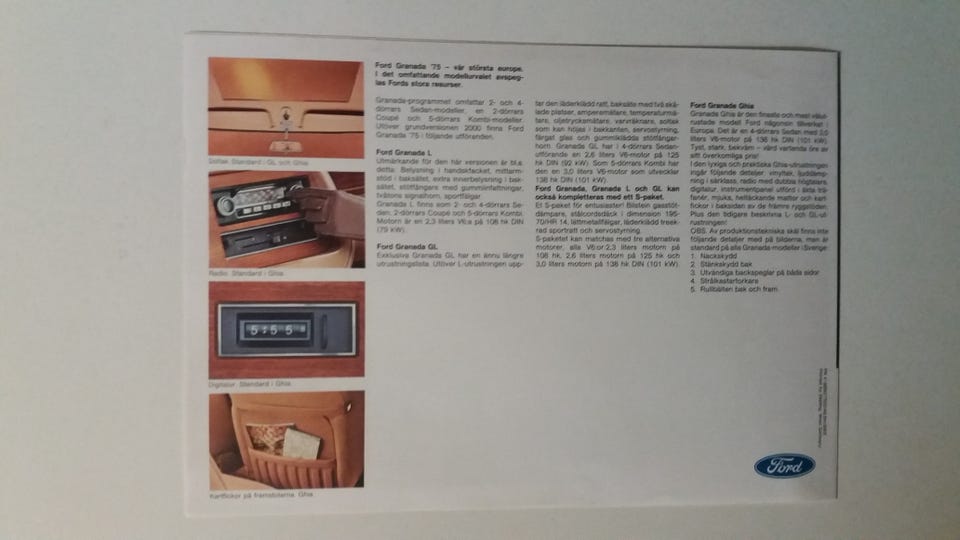 Soltak Standard i GL och Ghia.
Radio. Standard i Ghia.
5:55
Digitalur. Standard i Ghia.
Kartfickor på framstolarna. Ghia.
Ford Granada '75 – vår största europé.
I det omfattande modellurvalet avspeg-
las Fords stora resurser.
Granada-programmet omfattar 2- och 4-
dörrars Sedan-modeller, en 2-dörrars
Coupé och 5-dörrars Kombi-modeller.
Utöver grundversionen 2000 finns Ford
Granada '75 i följande utföranden.
Ford Granada L
Utmärkande för den här versionen är bl.a.
detta: Belysning i handskfacket, mittarm-
stöd i baksätet, extra innerbelysning i bak-
sätet, stötfångare med gummiinfattningar,
tvåtons signalhorn, sportfälgar.
Granada L finns som 2- och 4-dörrars Se-
dan, 2-dörrars Coupé och 5-dörrars Kombi.
Motorn är en 2,3 liters V6:a på 108 hk DIN
(79 kW).
Ford Granada GL
Exklusiva Granada GL har en ännu längre
utrustningslista. Utöver L-utrustningen upp-
tar den läderklädd ratt, baksäte med två skå-
lade platser, amperemätare, temperaturmä-
tare, oljetrycksmätare, varvräknare, soltak
som kan höjas i bakkanten, servostyrning,
färgat glas och gummiklädda stötfångar-
horn. Granada GL har i 4-dörrars Sedan-
utförande en 2,6 liters V6-motor på 125
hk DIN (92 kW). Som 5-dörrars Kombi har
den en 3,0 liters V6-motor som utvecklar
138 hk DIN (101 kW).
Ford Granada, Granada L och GL kan
också kompletteras med ett S-paket.
Et S-paket för entusiaster! Bilstein gasstöt-
dämpare, stålcordsdäck i dimension 195-
70/HR 14, lättmetallfälgar, läderklädd treek-
rad sportratt och servostyrning.
S-paketet kan matchas med tre alternativa
motorer, alla V6:or:2,3 liters motorn på
108 hk, 2,6 liters motorn på 125 hk och
3,0 liters motorn på 138 hk DIN (101 kW).
Ford Granada Ghia
Granada Ghia är den finaste och mest välut-
rustade modell Ford någonsin tillverkat i
Europa. Det är en 4-dörrars Sedan med 3,0
liters V6-motor på 138 hk DIN (101 kW).
Tyst, stark, bekväm – värd vartenda öre av
sitt överkomliga pris!
I den lyxiga och praktiska Ghia-utrustningen
ingår följande detaljer: vinyltak, ljuddämp-
ning i särklass, radio med dubbla högtalare,
digitalur, instrumentpanel utförd i äkta trä-
fanér, mjuka, heltäckande mattor och kart-
fickor i baksidan av de främre ryggstöden.
Plus den tidigare beskrivna L- och GL-ut-
rustningen!
OBS. Av produktionstekniska skäl finns inte
följande detaljer med på bilderna, men är
standard på alla Granada-modeller i Sverige:
1. Nackskydd
2. Stänkskydd bak
3. Utvändiga backspeglar på båda sidor
4. Strålkastartorkare
5. Rullbälten bak och fram.
Ford